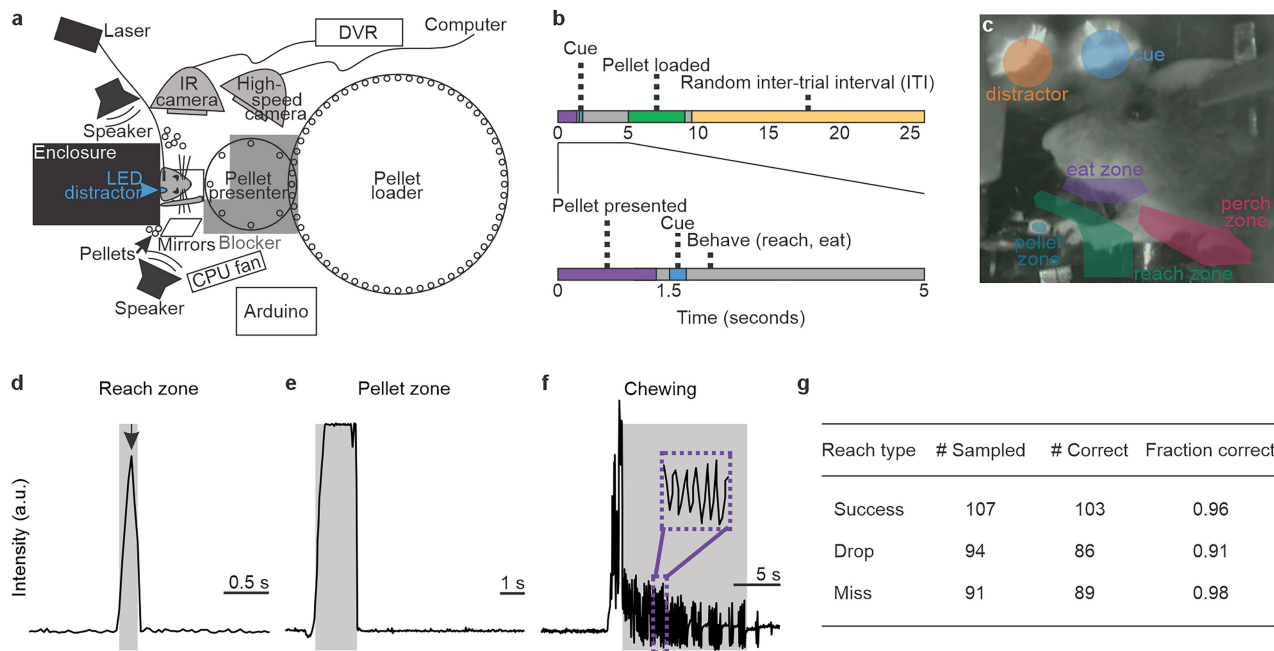 a
Laser
DVR
Computer
IR
camera
High-
speed
camera
Speaker
Enclosure
LED
distractor
Pellet
presenter
Pellet
loader
Pellets
Mirrors
Blocker
CPU fan
Speaker
Arduino
b
Cue
Pellet loaded
Random inter-trial interval (ITI)
0 5 10 15 20 25
Pellet presented
Cue
Behave (reach, eat)
0 1.5 5
Time (seconds)
c
distractor
cue
eat zone
perch
zone
pellet
zone
reach zone
d
Reach zone
Intensity (a.u.)
0.5 s
e
Pellet zone
1 s
f
Chewing
5 s
g
Reach type # Sampled # Correct Fraction correct
Success 107 103 0.96
Drop 94 86 0.91
Miss 91 89 0.98